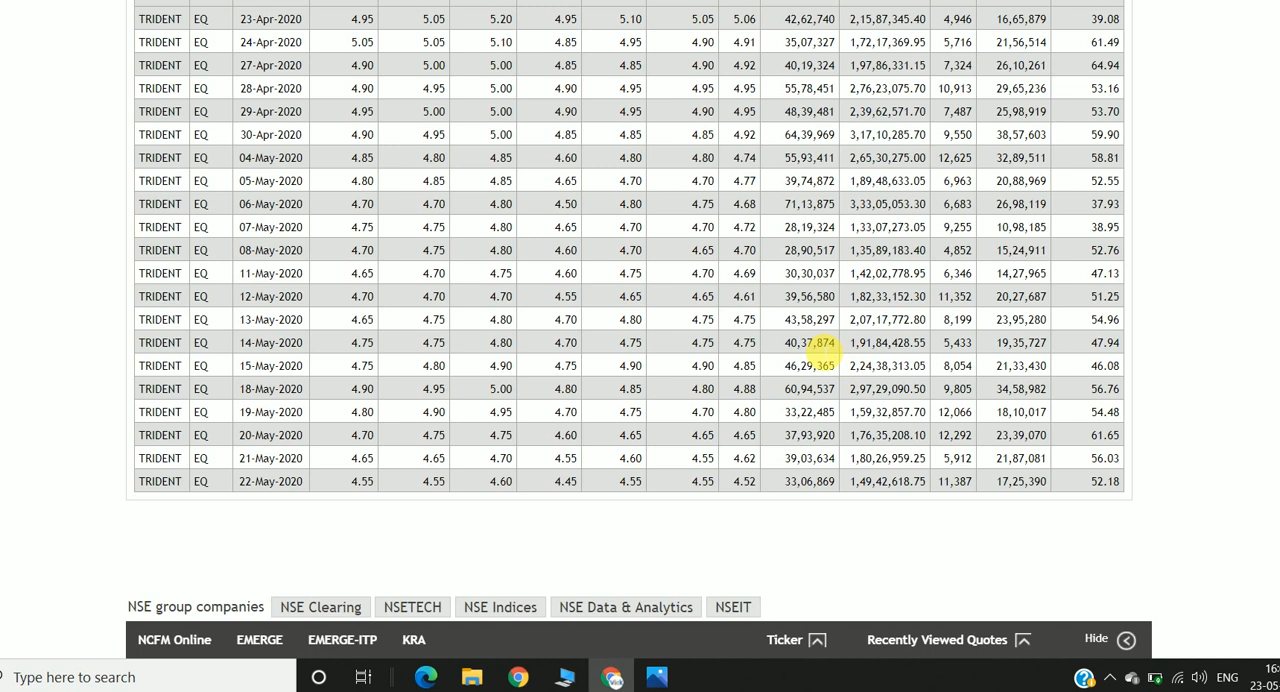 TRIDENT EQ 23-Apr-2020 4.95 5.05 5.20 4.95 5.10 5.05 5.06 42,62,740 2,15,87,345.40 4,946 16,65,879 39.08
TRIDENT EQ 24-Apr-2020 5.05 5.05 5.10 4.85 4.95 4.90 4.91 35,07,327 1,72,17,369.95 5,716 21,56,514 61.49
TRIDENT EQ 27-Apr-2020 4.90 5.00 5.00 4.85 4.85 4.90 4.92 40,19,324 1,97,86,331.15 7,324 26,10,261 64.94
TRIDENT EQ 28-Apr-2020 4.90 4.95 5.00 4.90 4.95 4.95 4.95 55,78,451 2,76,23,075.70 10,913 29,65,236 53.16
TRIDENT EQ 29-Apr-2020 4.95 5.00 5.00 4.90 4.95 4.90 4.95 48,39,481 2,39,62,571.70 7,487 25,98,919 53.70
TRIDENT EQ 30-Apr-2020 4.90 4.95 5.00 4.85 4.85 4.85 4.92 64,39,969 3,17,10,285.70 9,550 38,57,603 59.90
TRIDENT EQ 04-May-2020 4.85 4.80 4.85 4.60 4.80 4.80 4.74 55,93,411 2,65,30,275.00 12,625 32,89,511 58.81
TRIDENT EQ 05-May-2020 4.80 4.85 4.85 4.65 4.70 4.70 4.77 39,74,872 1,89,48,633.05 6,963 20,88,969 52.55
TRIDENT EQ 06-May-2020 4.70 4.70 4.80 4.50 4.80 4.75 4.68 71,13,875 3,33,05,053.30 6,683 26,98,119 37.93
TRIDENT EQ 07-May-2020 4.75 4.75 4.80 4.65 4.70 4.70 4.72 28,19,324 1,33,07,273.05 9,255 10,98,185 38.95
TRIDENT EQ 08-May-2020 4.70 4.75 4.80 4.60 4.70 4.65 4.70 28,90,517 1,35,89,183.40 4,852 15,24,911 52.76
TRIDENT EQ 11-May-2020 4.65 4.70 4.75 4.60 4.75 4.70 4.69 30,30,037 1,42,02,778.95 6,346 14,27,965 47.13
TRIDENT EQ 12-May-2020 4.70 4.70 4.70 4.55 4.65 4.65 4.61 39,56,580 1,82,33,152.30 11,352 20,27,687 51.25
TRIDENT EQ 13-May-2020 4.65 4.75 4.80 4.70 4.80 4.75 4.75 43,58,297 2,07,17,772.80 8,199 23,95,280 54.96
TRIDENT EQ 14-May-2020 4.75 4.75 4.80 4.70 4.75 4.75 4.75 40,37,874 1,91,84,428.55 5,433 19,35,727 47.94
TRIDENT EQ 15-May-2020 4.75 4.80 4.90 4.75 4.90 4.90 4.85 46,29,365 2,24,38,313.05 8,054 21,33,430 46.08
TRIDENT EQ 18-May-2020 4.90 4.95 5.00 4.80 4.85 4.80 4.88 60,94,537 2,97,29,090.50 9,805 34,58,982 56.76
TRIDENT EQ 19-May-2020 4.80 4.90 4.95 4.70 4.75 4.70 4.80 33,22,485 1,59,32,857.70 12,066 18,10,017 54.48
TRIDENT EQ 20-May-2020 4.70 4.75 4.75 4.60 4.65 4.65 4.65 37,93,920 1,76,35,208.10 12,292 23,39,070 61.65
TRIDENT EQ 21-May-2020 4.65 4.65 4.70 4.55 4.60 4.55 4.62 39,03,634 1,80,26,959.25 5,912 21,87,081 56.03
TRIDENT EQ 22-May-2020 4.55 4.55 4.60 4.45 4.55 4.55 4.52 33,06,869 1,49,42,618.75 11,387 17,25,390 52.18
NSE group companies NSE Clearing NSETECH NSE Indices NSE Data & Analytics NSEIT
NCFM Online EMERGE EMERGE-ITP KRA Ticker Recently Viewed Quotes Hide
Type here to search ENG 16:
23-05